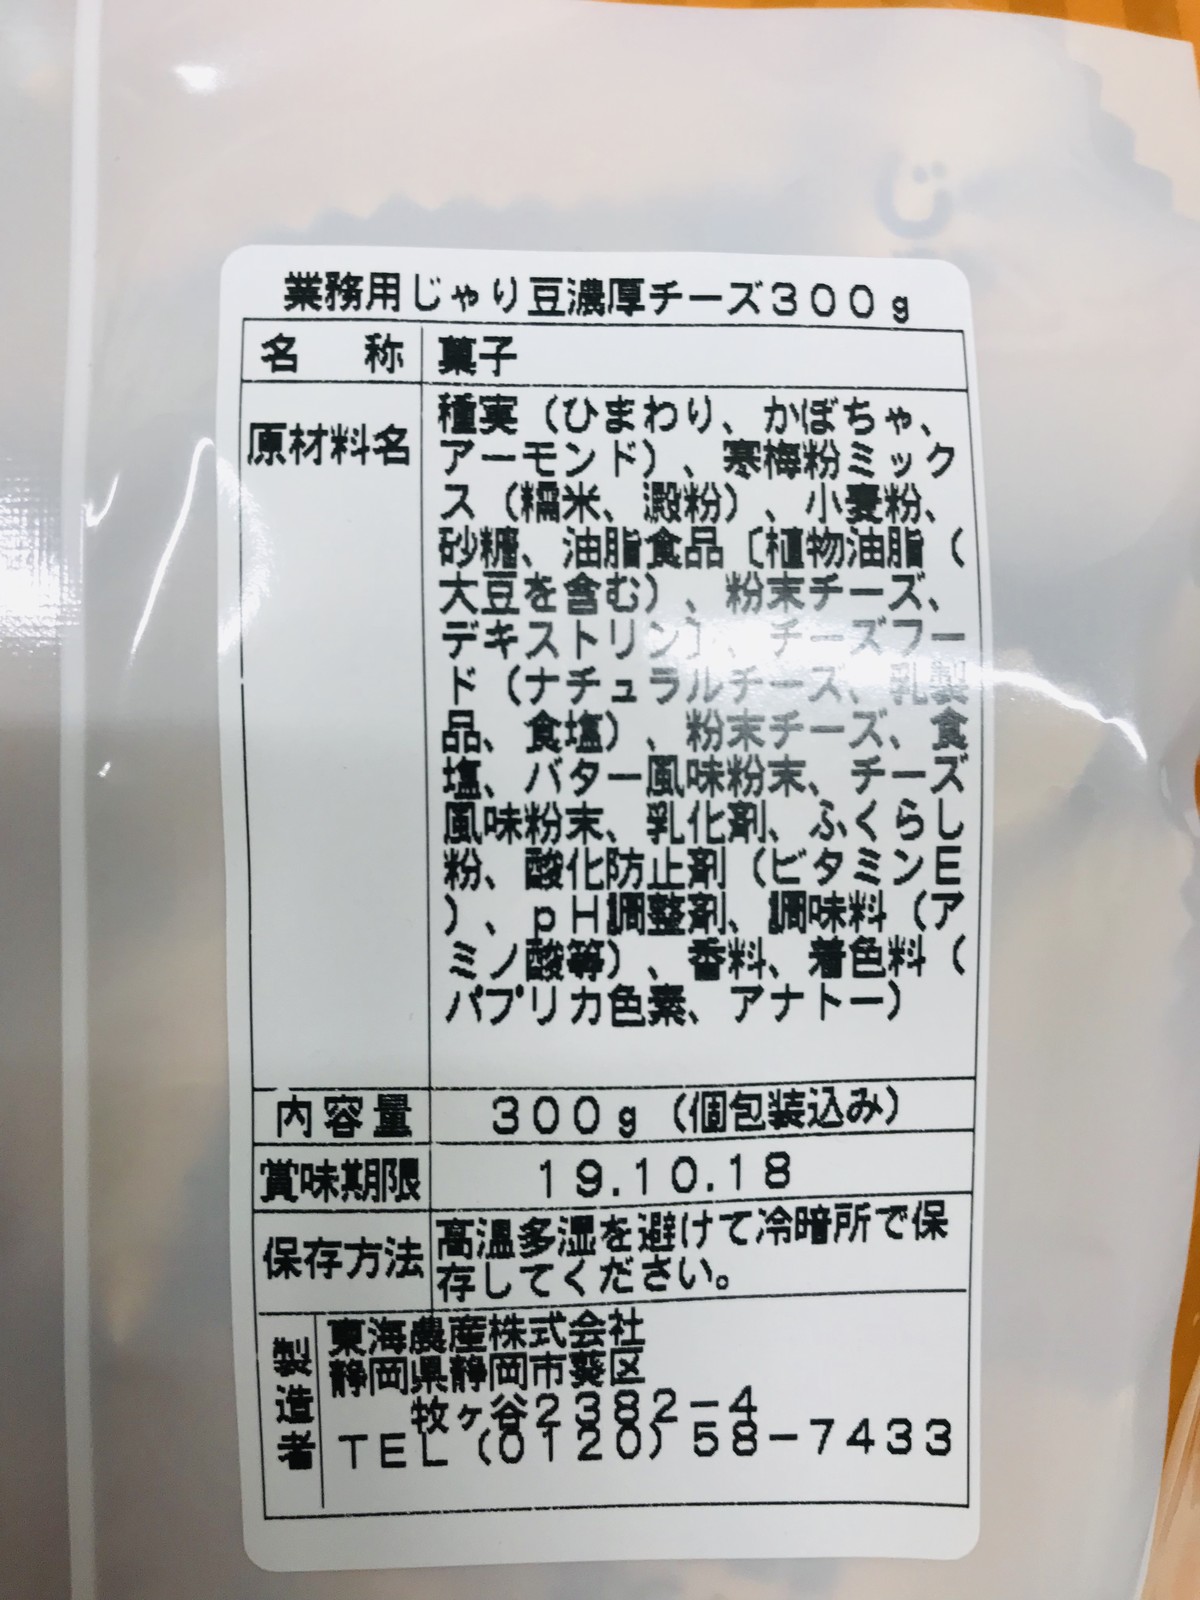 じ
業務用じゃり豆濃厚チーズ300g
名 称 菓子
原材料名
種実（ひまわり、かぼちゃ、
アーモンド）、寒梅粉ミック
ス（糯米、澱粉）、小麦粉、
砂糖、油脂食品〔植物油脂（
大豆を含む）、粉末チーズ、
デキストリン〕、チーズフー
ド（ナチュラルチーズ、乳製
品、食塩）、粉末チーズ、食
塩、バター風味粉末、チーズ
風味粉末、乳化剤、ふくらし
粉、酸化防止剤（ビタミンE
）、pH調整剤、調味料（ア
ミノ酸等）、香料、着色料（
パプリカ色素、アナトー）
内容量 300g（個包装込み）
賞味期限 19.10.18
保存方法 高温多湿を避けて冷暗所で保
存してください。
製造者 東海農産株式会社
静岡県静岡市葵区
牧ヶ谷2382-4
TEL（0120）58-7433